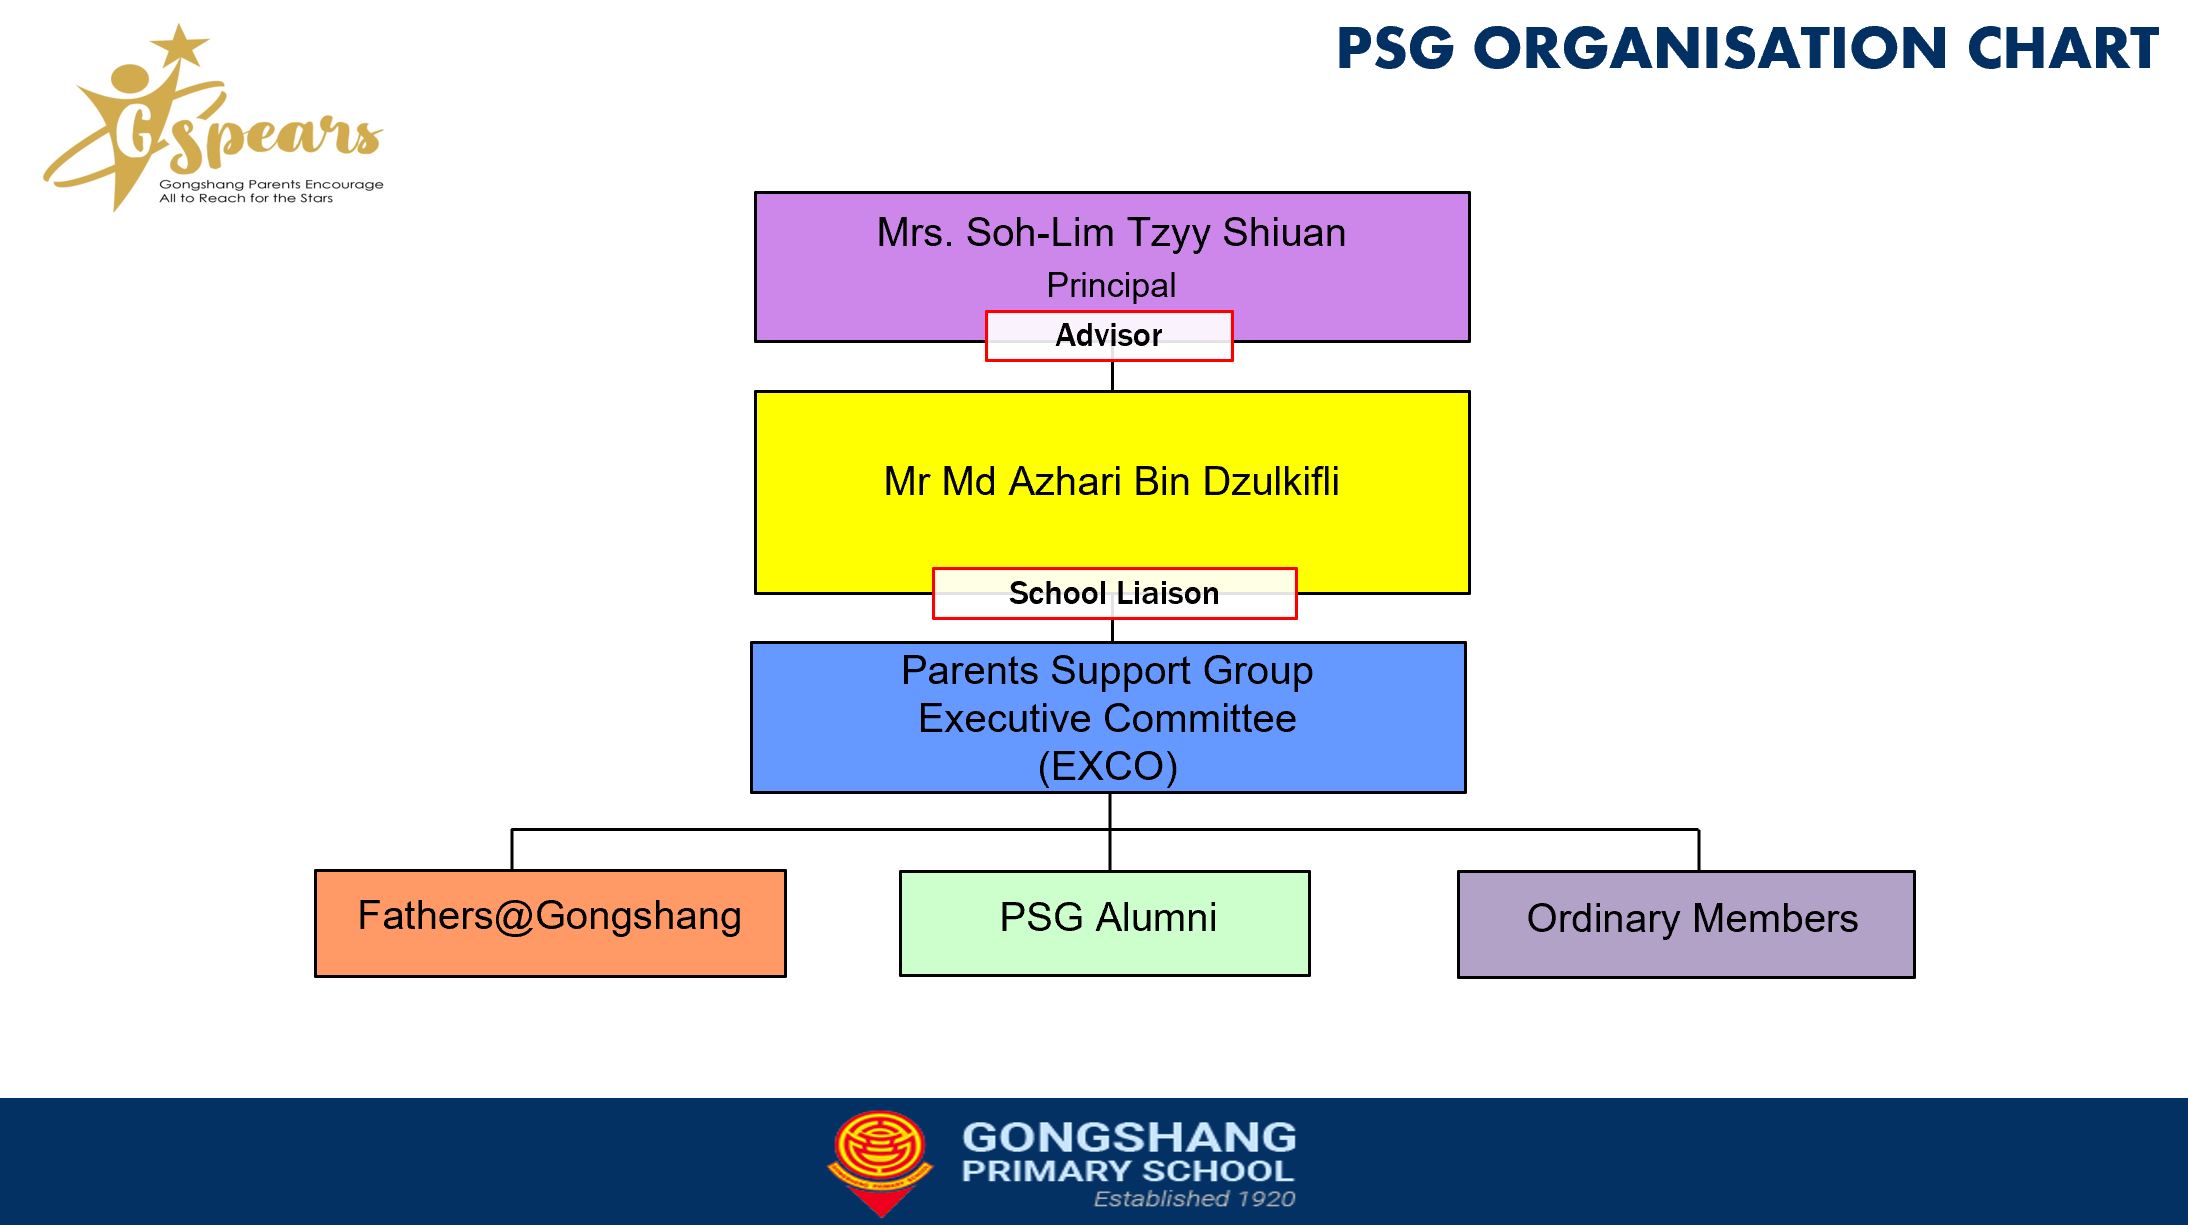 PSG ORGANISATION CHART
GSpears
Gongshang Parents Encourage
All to Reach for the Stars
Mrs. Soh-Lim Tzyy Shiuan
Principal
Advisor
Mr Md Azhari Bin Dzulkifli
School Liaison
Parents Support Group
Executive Committee
(EXCO)
Fathers@Gongshang
PSG Alumni
Ordinary Members
GONGSHANG
PRIMARY SCHOOL
Established 1920